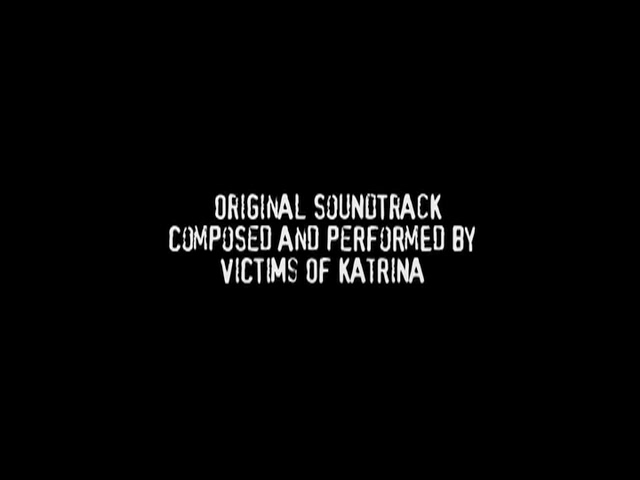 ORIGINAL SOUNDTRACK
COMPOSED AND PERFORMED BY
VICTIMS OF KATRINA